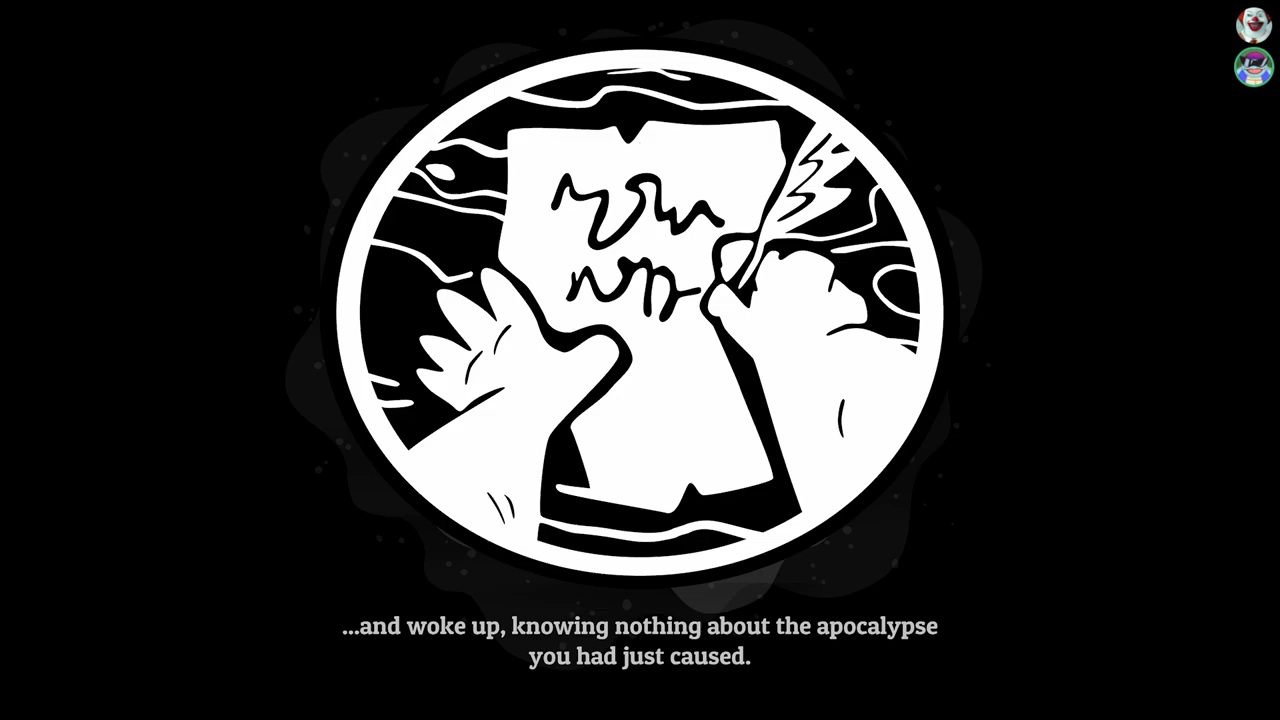 ...and woke up, knowing nothing about the apocalypse
you had just caused.